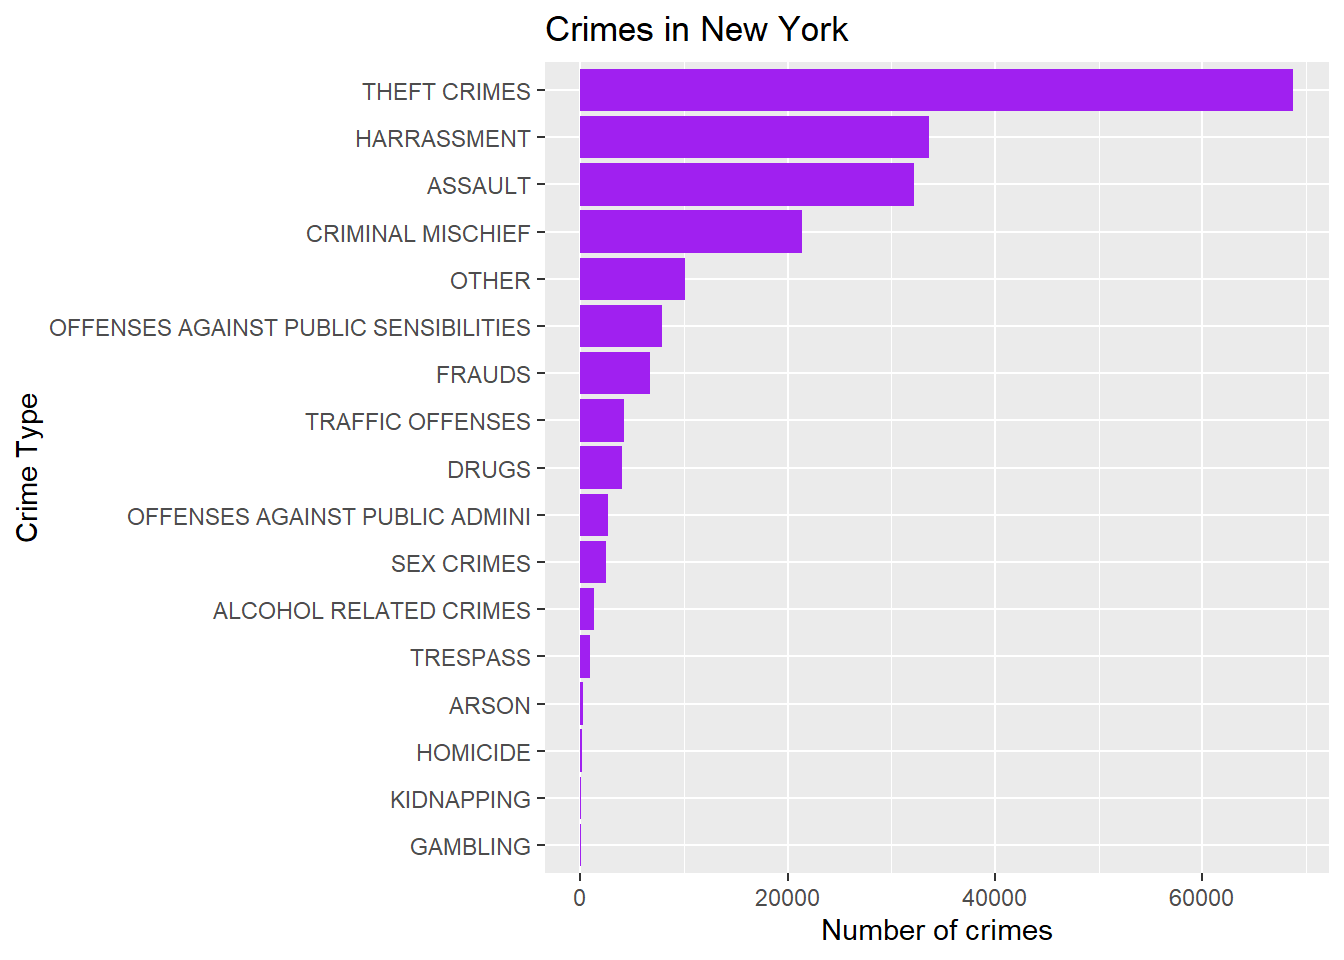 Crimes in New York
THEFT CRIMES
HARRASSMENT
ASSAULT
CRIMINAL MISCHIEF
OTHER
OFFENSES AGAINST PUBLIC SENSIBILITIES
FRAUDS
TRAFFIC OFFENSES
DRUGS
OFFENSES AGAINST PUBLIC ADMINI
SEX CRIMES
ALCOHOL RELATED CRIMES
TRESPASS
ARSON
HOMICIDE
KIDNAPPING
GAMBLING
Crime Type
0 20000 40000 60000
Number of crimes